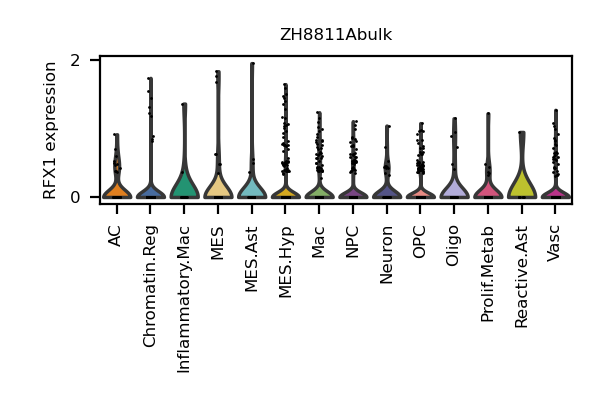 ZH8811Abulk
RFX1 expression
2
0
AC
Chromatin.Reg
Inflammatory.Mac
MES
MES.Ast
MES.Hyp
Mac
NPC
Neuron
OPC
Oligo
Prolif.Metab
Reactive.Ast
Vasc